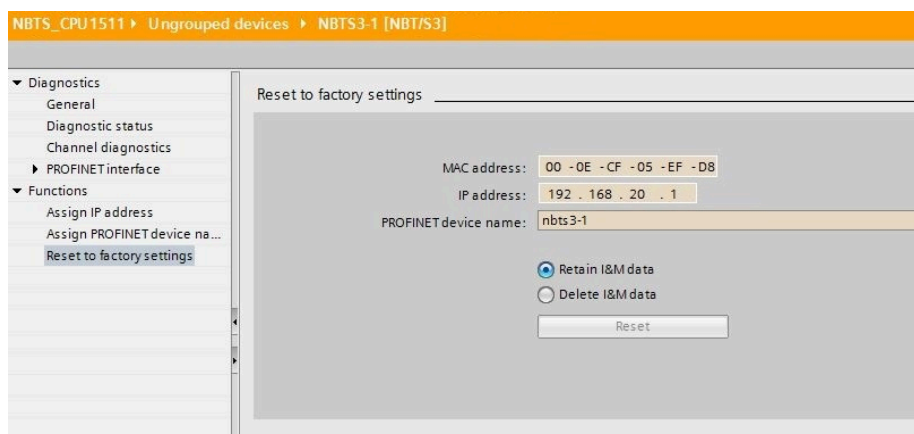 NBTS_CPU1511 ▸ Ungrouped devices ▸ NBTS3-1 [NBT/S3]
Diagnostics
General
Diagnostic status
Channel diagnostics
PROFINET interface
Functions
Assign IP address
Assign PROFINET device na...
Reset to factory settings
Reset to factory settings
MAC address: 00 -0E -CF -05 -EF -D8
IP address: 192 . 168 . 20 . 1
PROFINET device name: nbts3-1
Retain I&M data
Delete I&M data
Reset